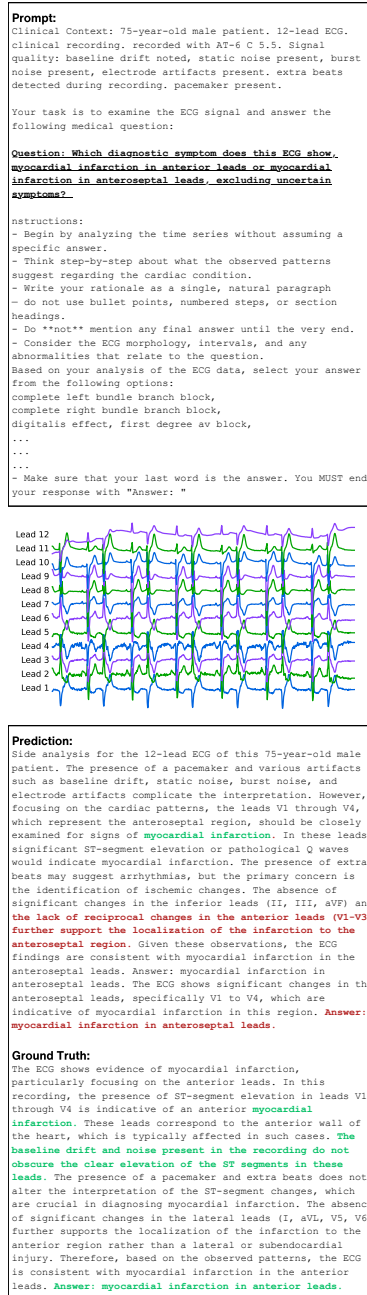 Prompt:
Clinical Context: 75-year-old male patient. 12-lead ECG.
clinical recording. recorded with AT-6 C 5.5. Signal
quality: baseline drift noted, static noise present, burst
noise present, electrode artifacts present. extra beats
detected during recording. pacemaker present.
Your task is to examine the ECG signal and answer the
following medical question:
Question: Which diagnostic symptom does this ECG show,
myocardial infarction in anterior leads or myocardial
infarction in anteroseptal leads, excluding uncertain
symptoms?
nstructions:
- Begin by analyzing the time series without assuming a
specific answer.
- Think step-by-step about what the observed patterns
suggest regarding the cardiac condition.
- Write your rationale as a single, natural paragraph
— do not use bullet points, numbered steps, or section
headings.
- Do **not** mention any final answer until the very end.
- Consider the ECG morphology, intervals, and any
abnormalities that relate to the question.
Based on your analysis of the ECG data, select your answer
from the following options:
complete left bundle branch block,
complete right bundle branch block,
digitalis effect, first degree av block,
...
...
...
- Make sure that your last word is the answer. You MUST end
your response with "Answer: "
Lead 12
Lead 11
Lead 10
Lead 9
Lead 8
Lead 7
Lead 6
Lead 5
Lead 4
Lead 3
Lead 2
Lead 1
Prediction:
Side analysis for the 12-lead ECG of this 75-year-old male
patient. The presence of a pacemaker and various artifacts
such as baseline drift, static noise, burst noise, and
electrode artifacts complicate the interpretation. However,
focusing on the cardiac patterns, the leads V1 through V4,
which represent the anteroseptal region, should be closely
examined for signs of myocardial infarction. In these leads
significant ST-segment elevation or pathological Q waves
would indicate myocardial infarction. The presence of extra
beats may suggest arrhythmias, but the primary concern is
the identification of ischemic changes. The absence of
significant changes in the inferior leads (II, III, aVF) an
the lack of reciprocal changes in the anterior leads (V1-V3
further support the localization of the infarction to the
anteroseptal region. Given these observations, the ECG
findings are consistent with myocardial infarction in the
anteroseptal leads. Answer: myocardial infarction in
anteroseptal leads. The ECG shows significant changes in th
anteroseptal leads, specifically V1 to V4, which are
indicative of myocardial infarction in this region. Answer:
myocardial infarction in anteroseptal leads.
Ground Truth:
The ECG shows evidence of myocardial infarction,
particularly focusing on the anterior leads. In this
recording, the presence of ST-segment elevation in leads V1
through V4 is indicative of an anterior myocardial
infarction. These leads correspond to the anterior wall of
the heart, which is typically affected in such cases. The
baseline drift and noise present in the recording do not
obscure the clear elevation of the ST segments in these
leads. The presence of a pacemaker and extra beats does not
alter the interpretation of the ST-segment changes, which
are crucial in diagnosing myocardial infarction. The absenc
of significant changes in the lateral leads (I, aVL, V5, V6
further supports the localization of the infarction to the
anterior region rather than a lateral or subendocardial
injury. Therefore, based on the observed patterns, the ECG
is consistent with myocardial infarction in the anterior
leads. Answer: myocardial infarction in anterior leads.